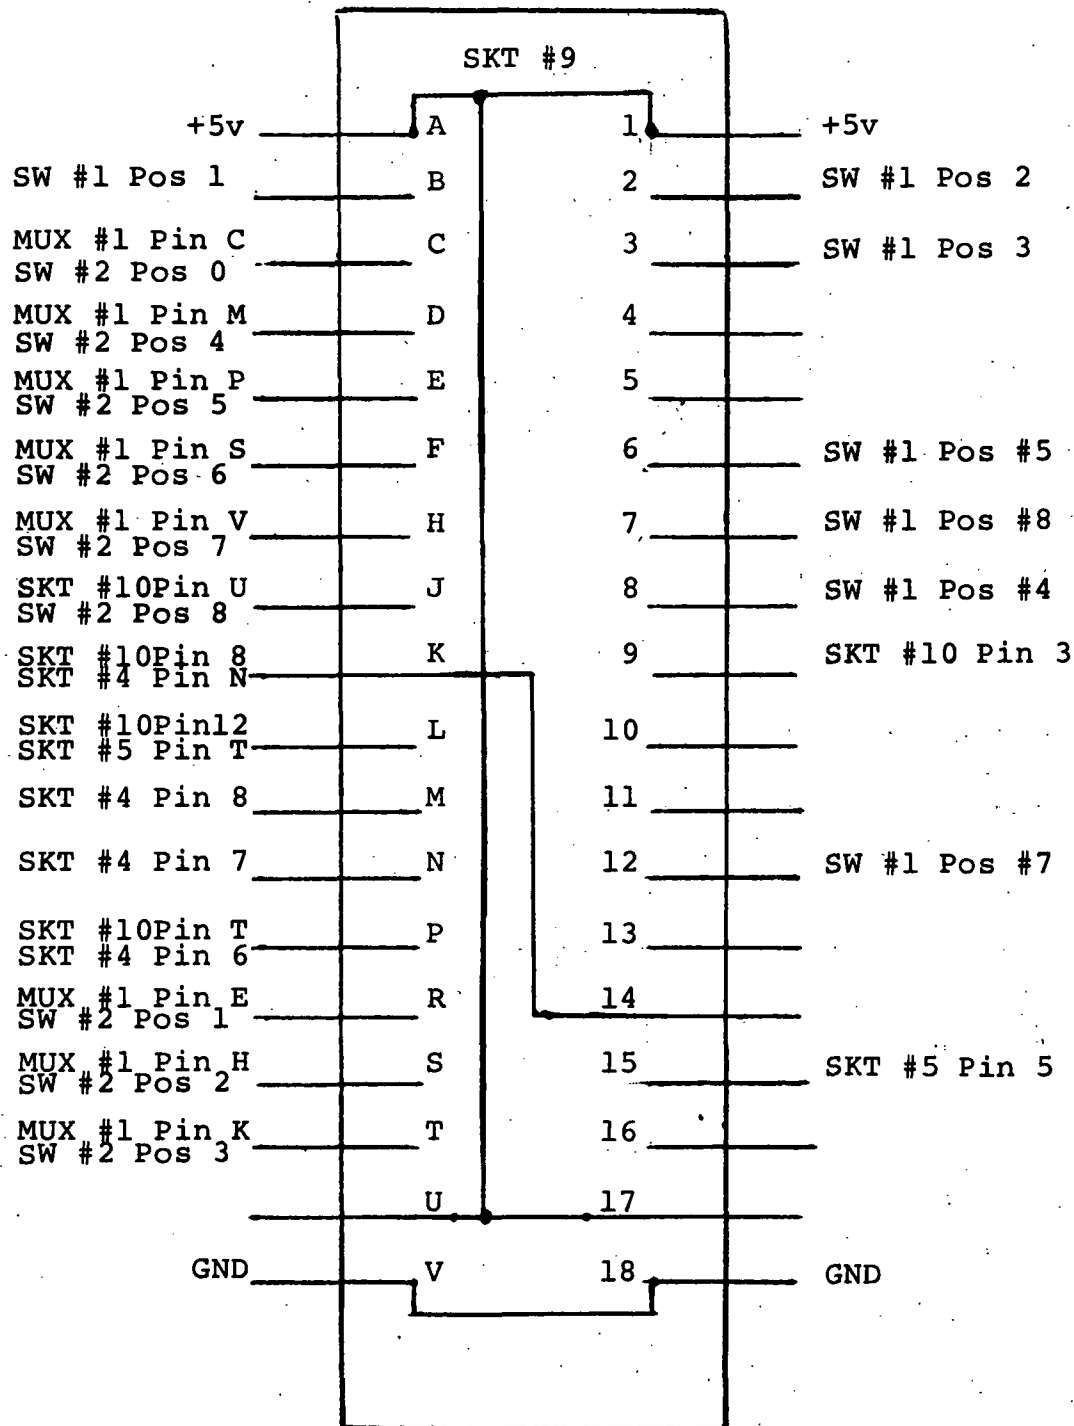 SKT #9
+5v A 1 +5v
SW #1 Pos 1 B 2 SW #1 Pos 2
MUX #1 Pin C C 3 SW #1 Pos 3
SW #2 Pos 0
MUX #1 Pin M D 4
SW #2 Pos 4
MUX #1 Pin P E 5
SW #2 Pos 5
MUX #1 Pin S F 6 SW #1 Pos #5
SW #2 Pos 6
MUX #1 Pin V H 7 SW #1 Pos #8
SW #2 Pos 7
SKT #10Pin U J 8 SW #1 Pos #4
SW #2 Pos 8
SKT #10Pin 8 K 9 SKT #10 Pin 3
SKT #4 Pin N
SKT #10Pin12 L 10
SKT #5 Pin T
SKT #4 Pin 8 M 11
SKT #4 Pin 7 N 12 SW #1 Pos #7
SKT #10Pin T P 13
SKT #4 Pin 6
MUX #1 Pin E R 14
SW #2 Pos 1
MUX #1 Pin H S 15 SKT #5 Pin 5
SW #2 Pos 2
MUX #1 Pin K T 16
SW #2 Pos 3
U 17
GND V 18 GND